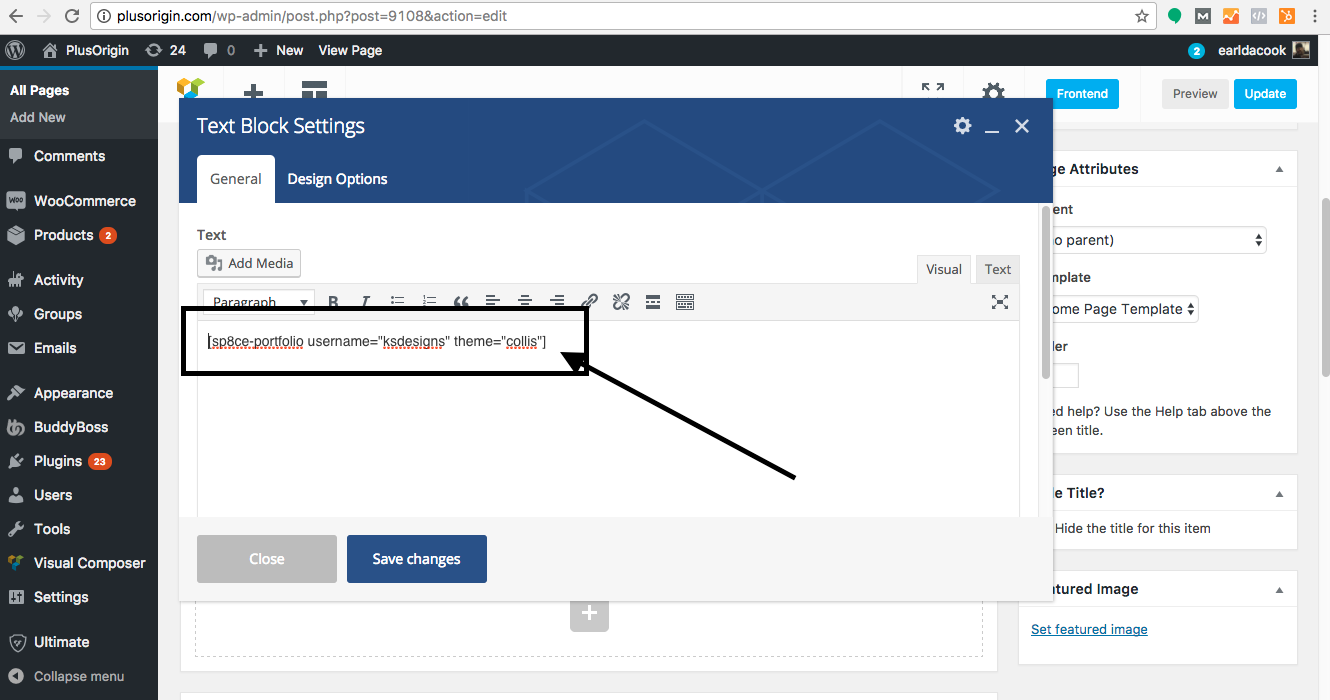 plusorigin.com/wp-admin/post.php?post=9108&action=edit
PlusOrigin 24 0 New View Page 2 earldacook
All Pages
Add New
Comments
WooCommerce
Products 2
Activity
Groups
Emails
Appearance
BuddyBoss
Plugins 23
Users
Tools
Visual Composer
Settings
Ultimate
Collapse menu
Frontend Preview Update
Text Block Settings
General Design Options
Text
Add Media
Visual Text
Paragraph B I
[sp8ce-portfolio username="ksdesigns" theme="collis"]
Close Save changes
ge Attributes
ent
o parent)
mplate
ome Page Template
ler
ed help? Use the Help tab above the
een title.
e Title?
Hide the title for this item
tured Image
Set featured image